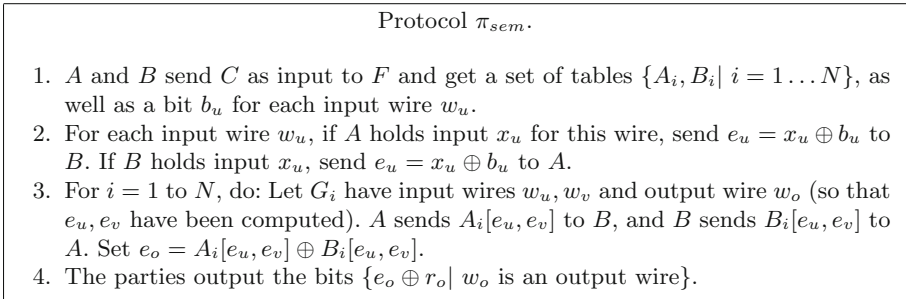 Protocol π_sem.
1. A and B send C as input to F and get a set of tables {A_i, B_i| i = 1 … N}, as
well as a bit b_u for each input wire w_u.
2. For each input wire w_u, if A holds input x_u for this wire, send e_u = x_u ⊕ b_u to
B. If B holds input x_u, send e_u = x_u ⊕ b_u to A.
3. For i = 1 to N, do: Let G_i have input wires w_u, w_v and output wire w_o (so that
e_u, e_v have been computed). A sends A_i[e_u, e_v] to B, and B sends B_i[e_u, e_v] to
A. Set e_o = A_i[e_u, e_v] ⊕ B_i[e_u, e_v].
4. The parties output the bits {e_o ⊕ r_o| w_o is an output wire}.